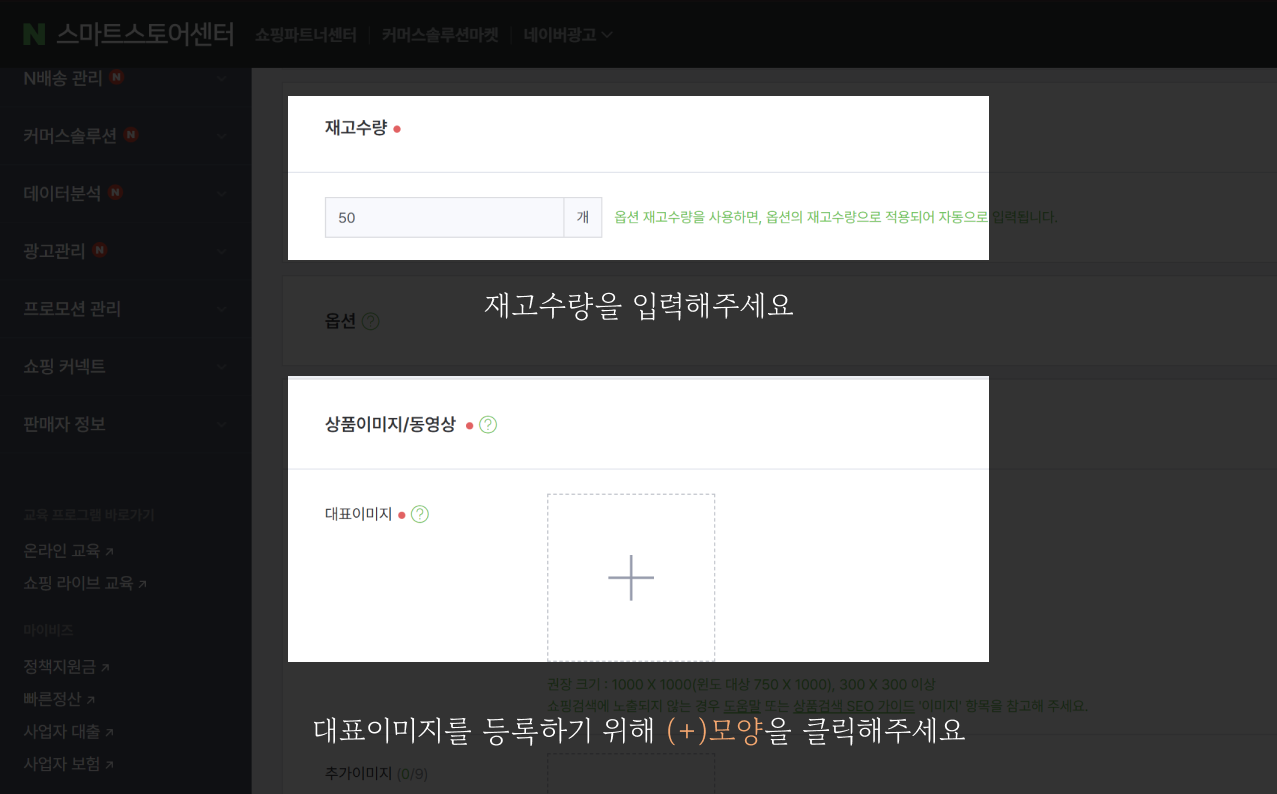 N 스마트스토어센터 쇼핑파트너센터 커머스솔루션마켓 네이버광고
N배송 관리 N
커머스솔루션 N
데이터분석 N
광고관리 N
프로모션 관리
쇼핑 커넥트
판매자 정보
교육 프로그램 바로가기
온라인 교육
쇼핑 라이브 교육
마이비즈
정책지원금
빠른정산
사업자 대출
사업자 보험
재고수량
50 개 옵션 재고수량을 사용하면, 옵션의 재고수량으로 적용되어 자동으로 입력됩니다.
재고수량을 입력해주세요
옵션 ?
상품이미지/동영상 ?
대표이미지 ?
권장 크기 : 1000 X 1000(윈도 대상 750 X 1000), 300 X 300 이상
쇼핑검색에 노출되지 않는 경우 도움말 또는 상품검색 SEO 가이드 '이미지' 항목을 참고해 주세요.
대표이미지를 등록하기 위해 (+)모양을 클릭해주세요
추가이미지 (0/9)